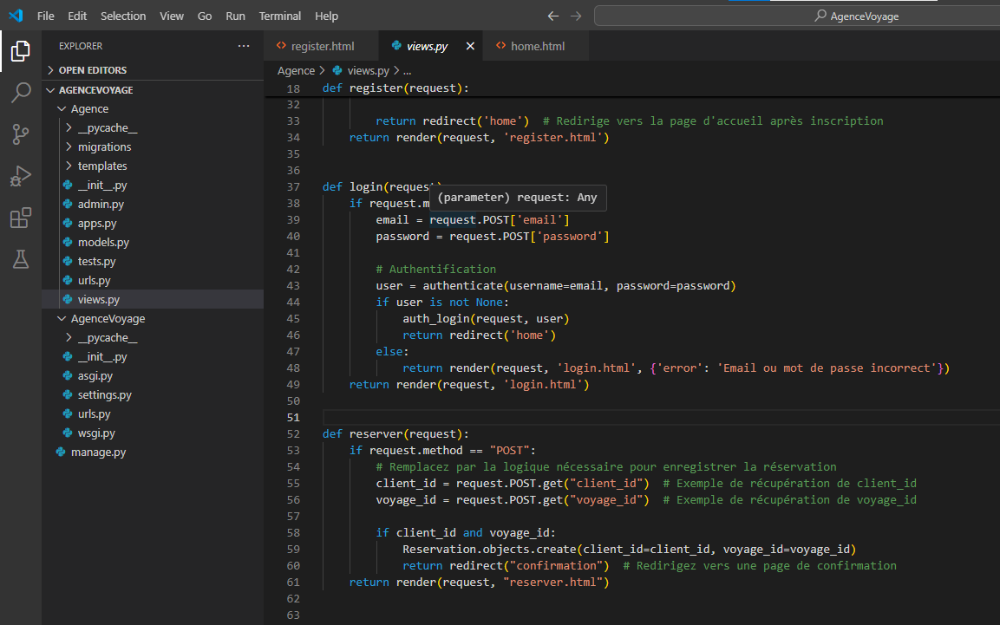 File Edit Selection View Go Run Terminal Help
AgenceVoyage
EXPLORER
OPEN EDITORS
AGENCEVOYAGE
Agence
__pycache__
migrations
templates
__init__.py
admin.py
apps.py
models.py
tests.py
urls.py
views.py
AgenceVoyage
__pycache__
__init__.py
asgi.py
settings.py
urls.py
wsgi.py
manage.py
register.html views.py home.html
Agence > views.py > ...
18 def register(request):
32
33 return redirect('home') # Redirige vers la page d'accueil après inscription
34 return render(request, 'register.html')
35
36
37 def login(request)
(parameter) request: Any
38 if request.m
39 email = request.POST['email']
40 password = request.POST['password']
41
42 # Authentification
43 user = authenticate(username=email, password=password)
44 if user is not None:
45 auth_login(request, user)
46 return redirect('home')
47 else:
48 return render(request, 'login.html', {'error': 'Email ou mot de passe incorrect'})
49 return render(request, 'login.html')
50
51
52 def reserver(request):
53 if request.method == "POST":
54 # Remplacez par la logique nécessaire pour enregistrer la réservation
55 client_id = request.POST.get("client_id") # Exemple de récupération de client_id
56 voyage_id = request.POST.get("voyage_id") # Exemple de récupération de voyage_id
57
58 if client_id and voyage_id:
59 Reservation.objects.create(client_id=client_id, voyage_id=voyage_id)
60 return redirect("confirmation") # Redirigez vers une page de confirmation
61 return render(request, "reserver.html")
62
63